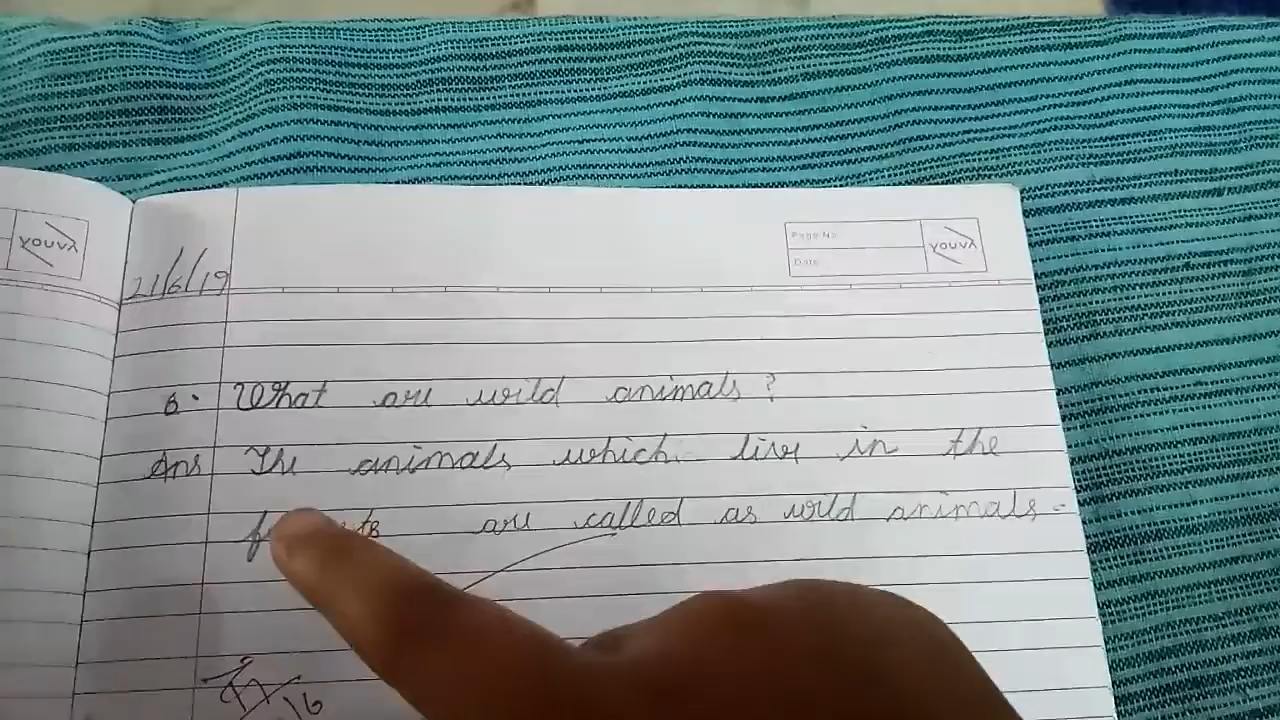 YOUVA
Page No.
Date
YOUVA
21/6/19
6. What are wild animals?
Ans The animals which live in the
are called as wild animals.